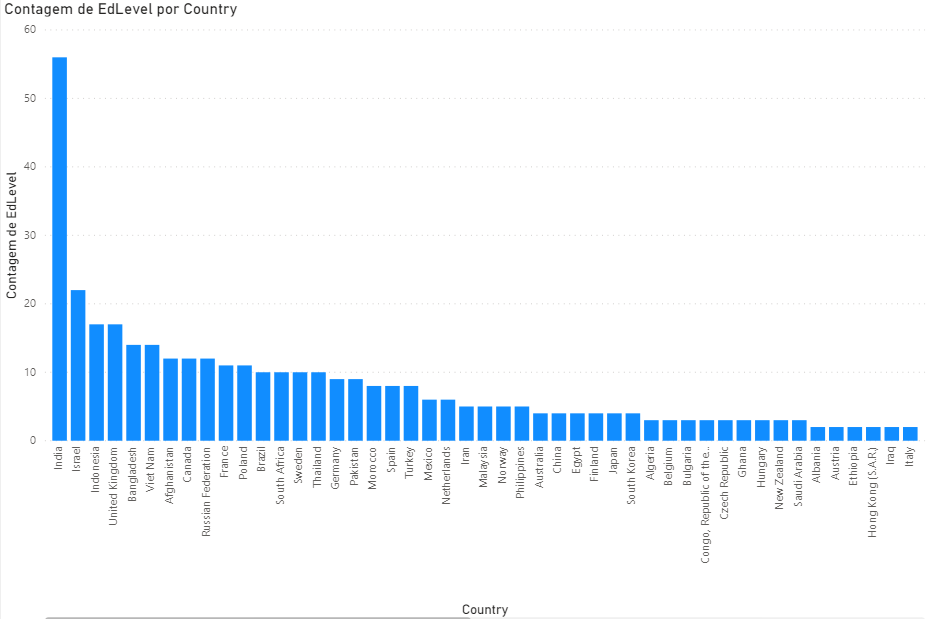 Contagem de EdLevel por Country
Contagem de EdLevel
60
50
40
30
20
10
0
India
Israel
Indonesia
United Kingdom
Bangladesh
Viet Nam
Afghanistan
Canada
Russian Federation
France
Poland
Brazil
South Africa
Sweden
Thailand
Germany
Pakistan
Morocco
Spain
Turkey
Mexico
Netherlands
Iran
Malaysia
Norway
Philippines
Australia
China
Egypt
Finland
Japan
South Korea
Algeria
Belgium
Bulgaria
Congo, Republic of the...
Czech Republic
Ghana
Hungary
New Zealand
Saudi Arabia
Albania
Austria
Ethiopia
Hong Kong (S.A.R.)
Iraq
Italy
Country